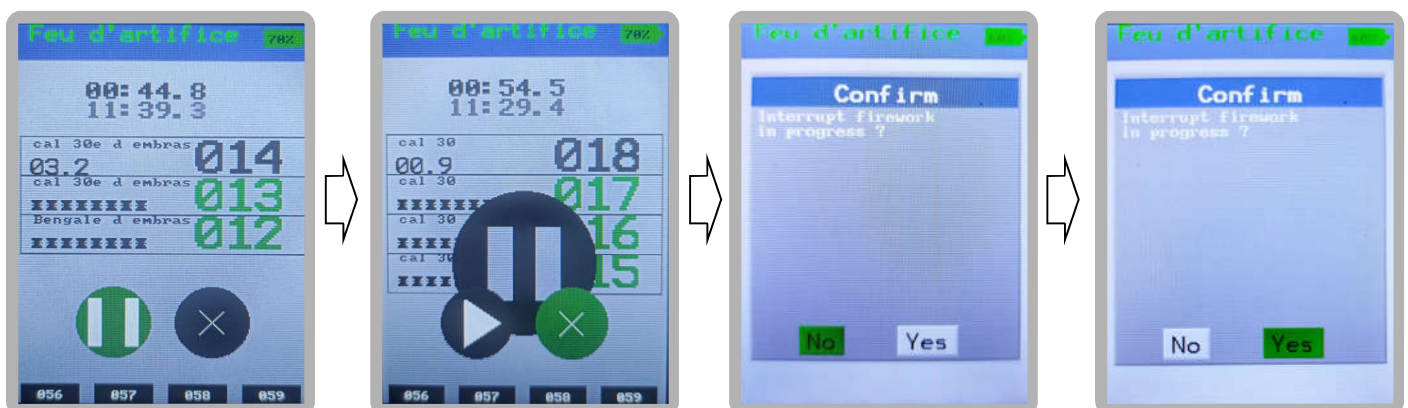 Feu d'artifice 70%
00:44.8
11:39.3
cal 30e d embras 014
03.2
cal 30e d embras 013
xxxxxxxx
Bengale d embras 012
xxxxxxxx
056 057 058 059
Feu d'artifice 70%
00:54.5
11:29.4
cal 30 018
00.9
cal 30 017
cal 30 16
cal 30 15
056 057 058 059
Feu d'artifice
Confirm
Interrupt firework
in progress ?
No Yes
Feu d'artifice
Confirm
Interrupt firework
in progress ?
No Yes